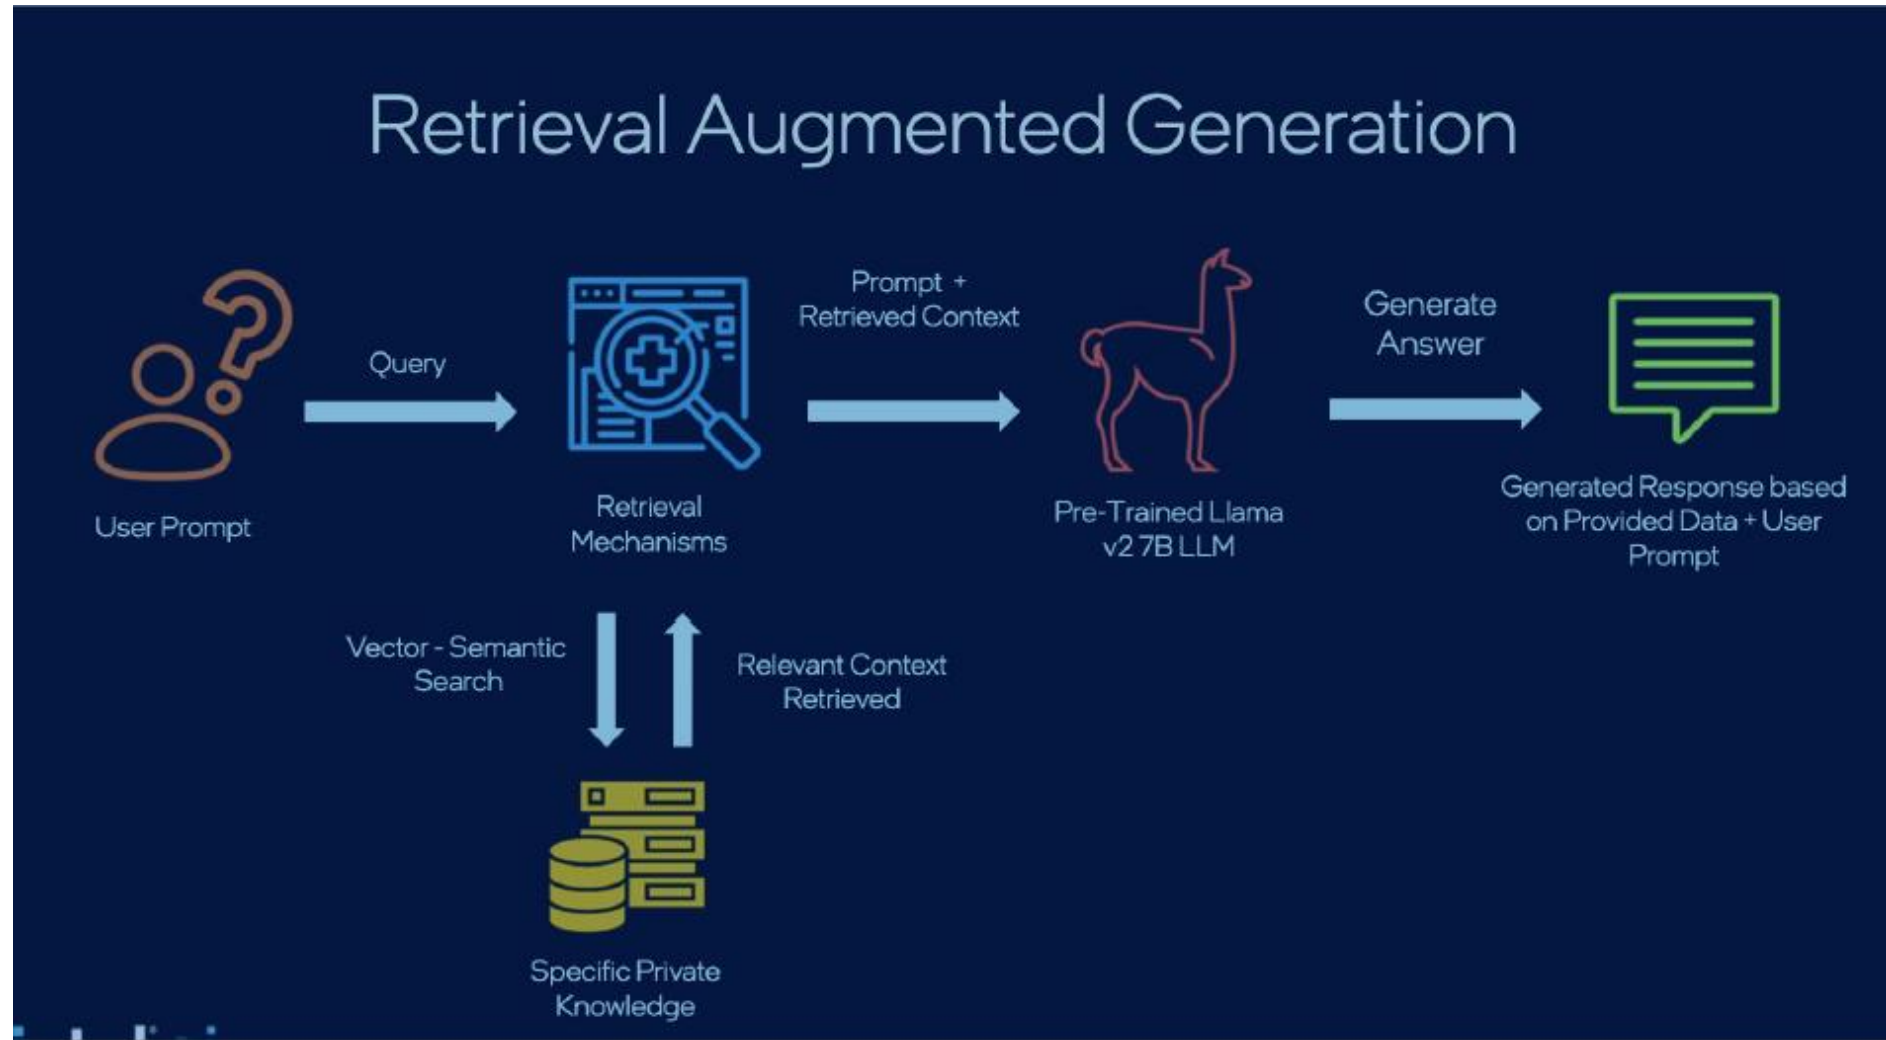 Retrieval Augmented Generation
Query
Prompt +
Retrieved Context
Generate
Answer
User Prompt
Retrieval
Mechanisms
Pre-Trained Llama
v2 7B LLM
Generated Response based
on Provided Data + User
Prompt
Vector - Semantic
Search
Relevant Context
Retrieved
Specific Private
Knowledge